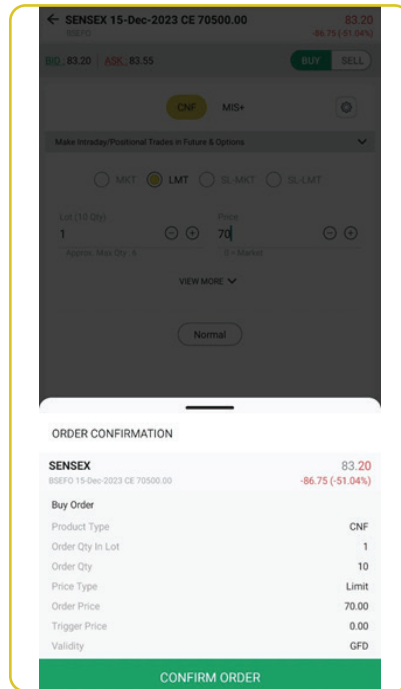 ← SENSEX 15-Dec-2023 CE 70500.00 83.20
BSEFO -86.75 (-51.04%)
BID : 83.20 ASK : 83.55 BUY SELL
CNF MIS+
Make Intraday/Positional Trades in Future & Options
MKT LMT SL-MKT SL-LMT
Lot (10 Qty) Price
1 70
Approx. Max Qty : 6 0 = Market
VIEW MORE
Normal
ORDER CONFIRMATION
SENSEX 83.20
BSEFO 15-Dec-2023 CE 70500.00 -86.75 (-51.04%)
Buy Order
Product Type CNF
Order Qty In Lot 1
Order Qty 10
Price Type Limit
Order Price 70.00
Trigger Price 0.00
Validity GFD
CONFIRM ORDER